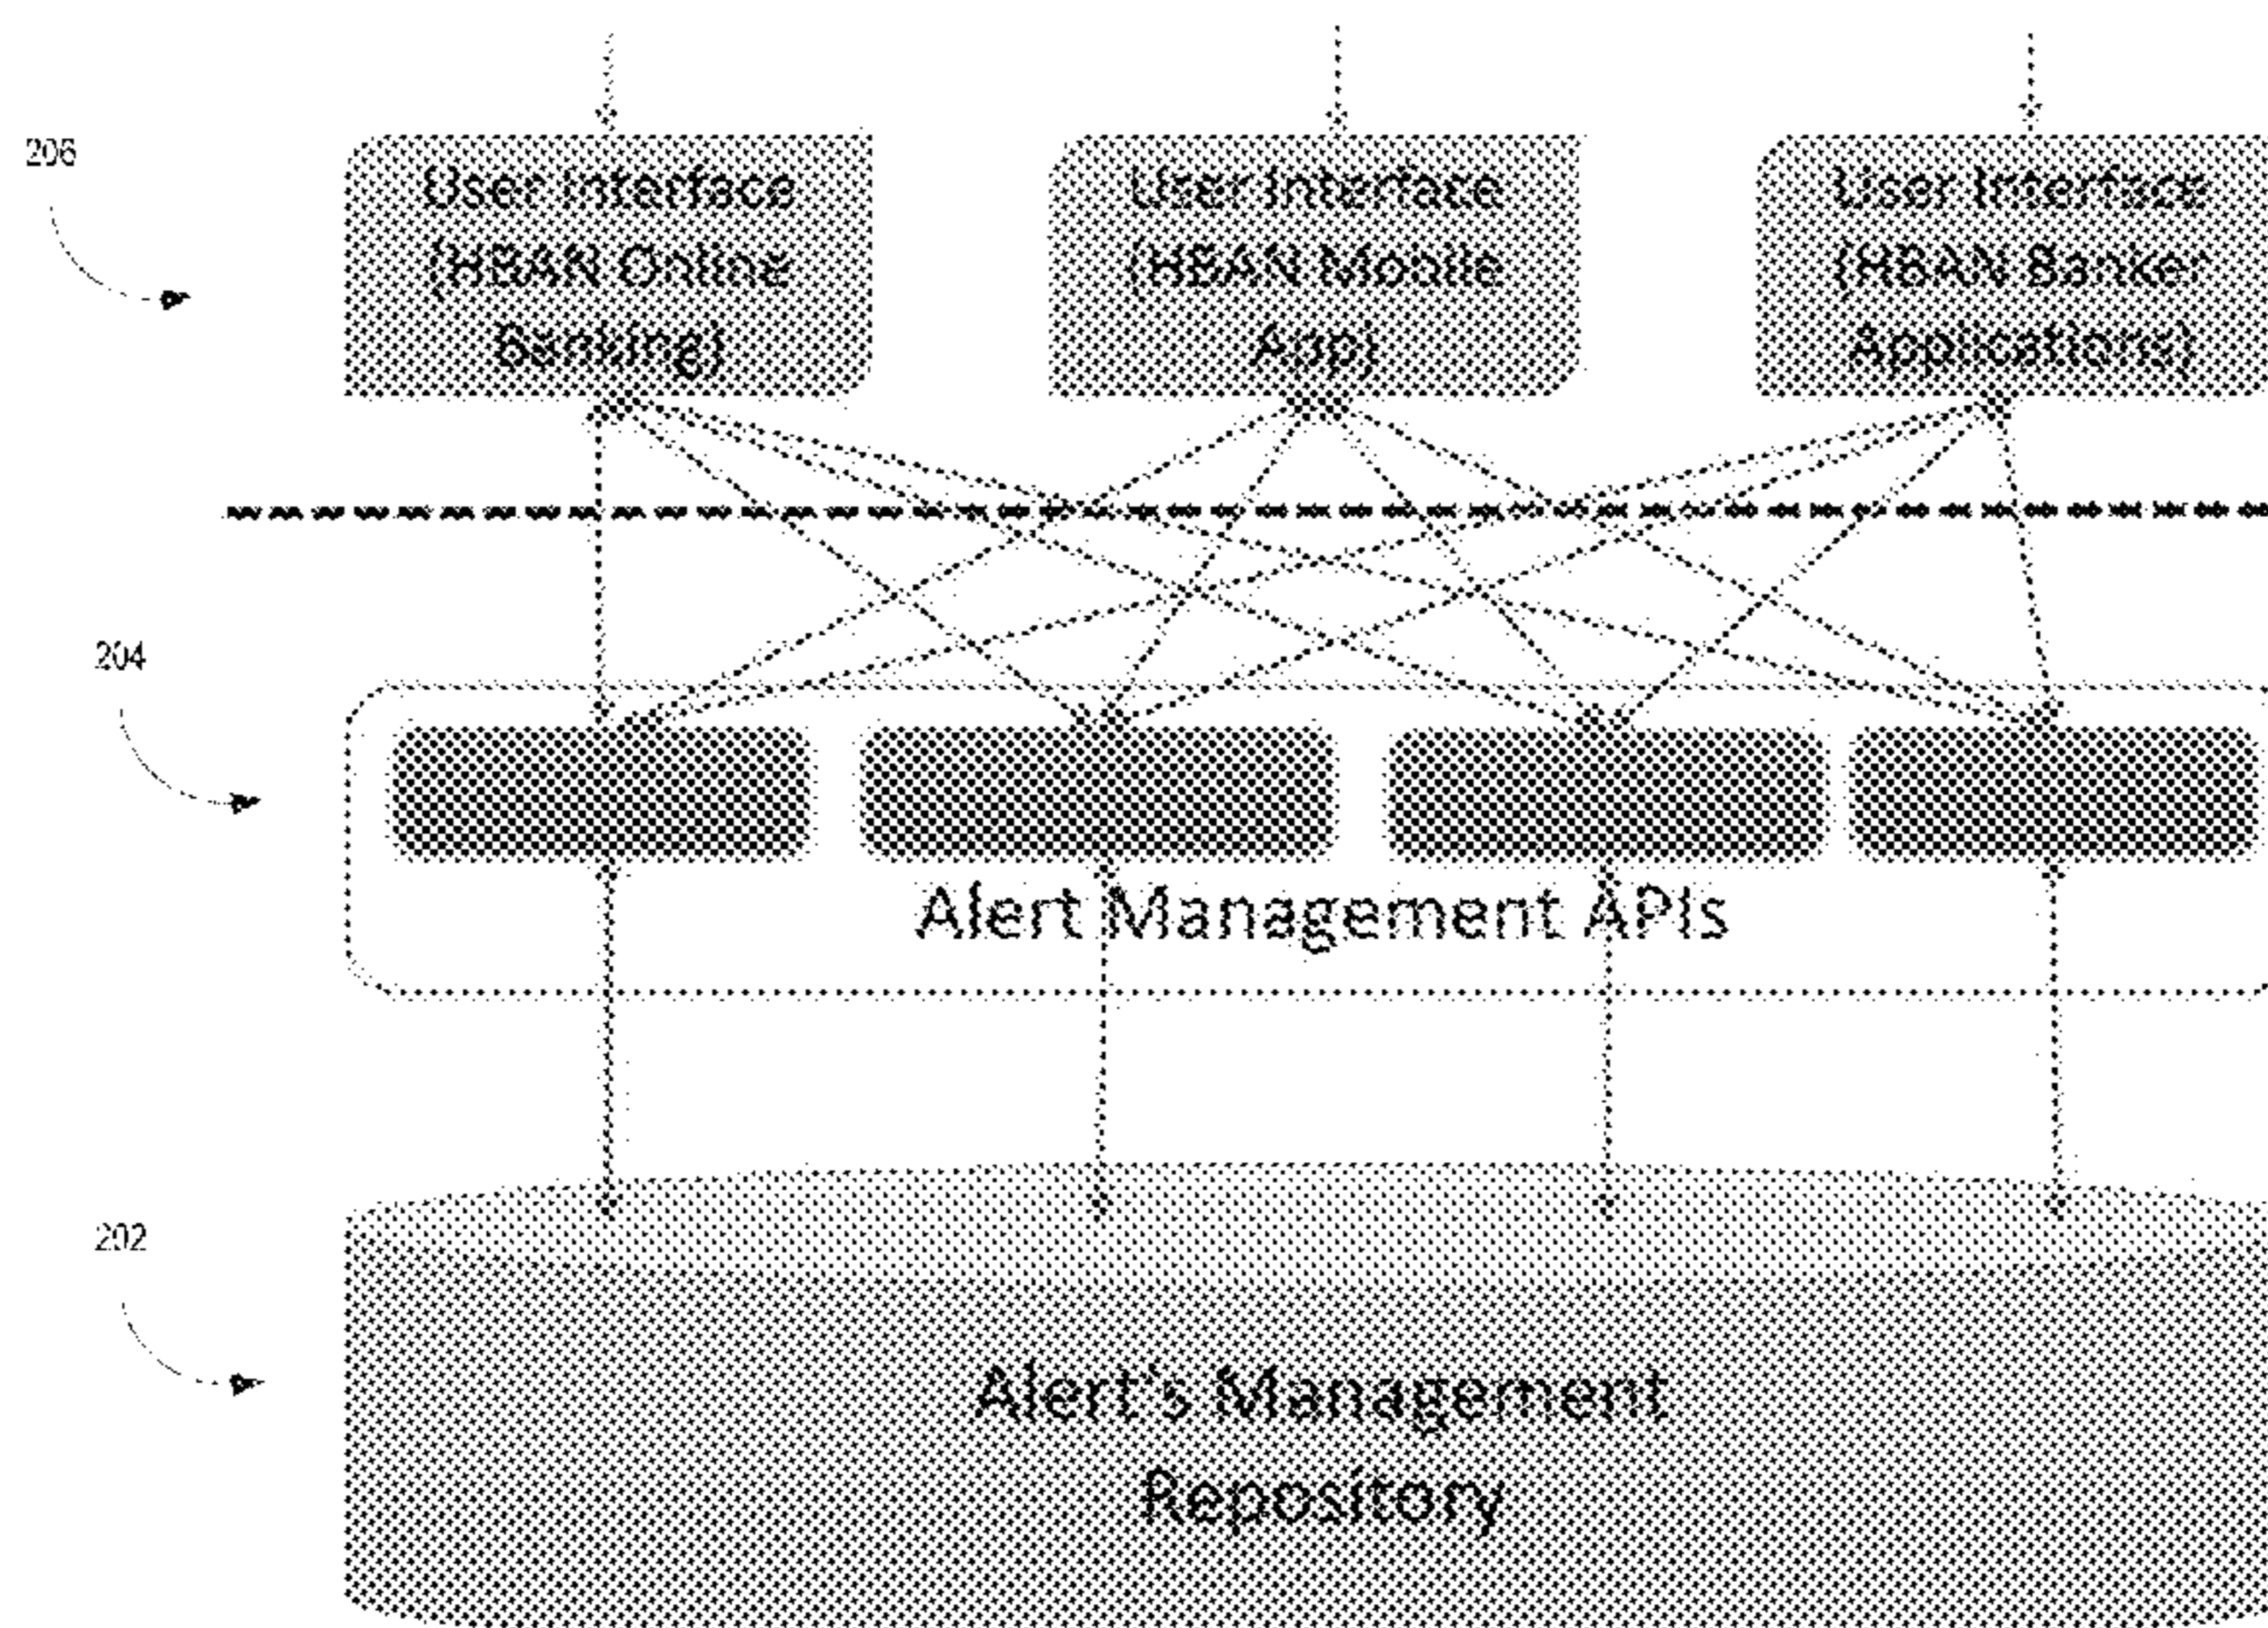 206
User Interface
(HBAN Online
Banking)
User Interface
(HBAN Mobile
App)
User Interface
(HBAN Banker
Applications)
204
Alert Management APIs
202
Alert's Management
Repository